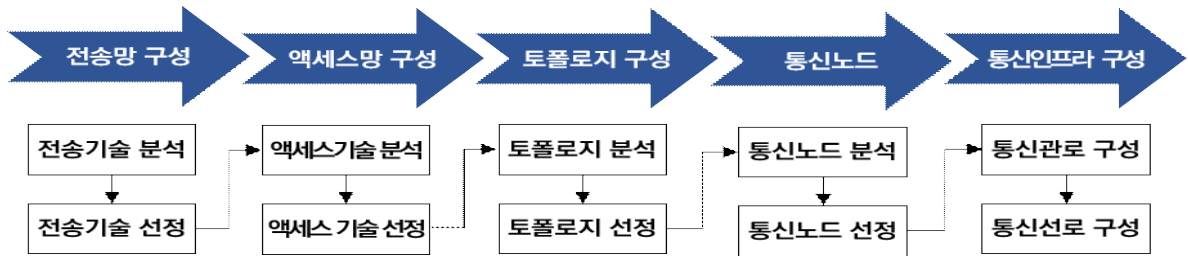 전송망 구성
액세스망 구성
토폴로지 구성
통신노드
통신인프라 구성
전송기술 분석
액세스기술 분석
토폴로지 분석
통신노드 분석
통신관로 구성
전송기술 선정
액세스 기술 선정
토폴로지 선정
통신노드 선정
통신선로 구성